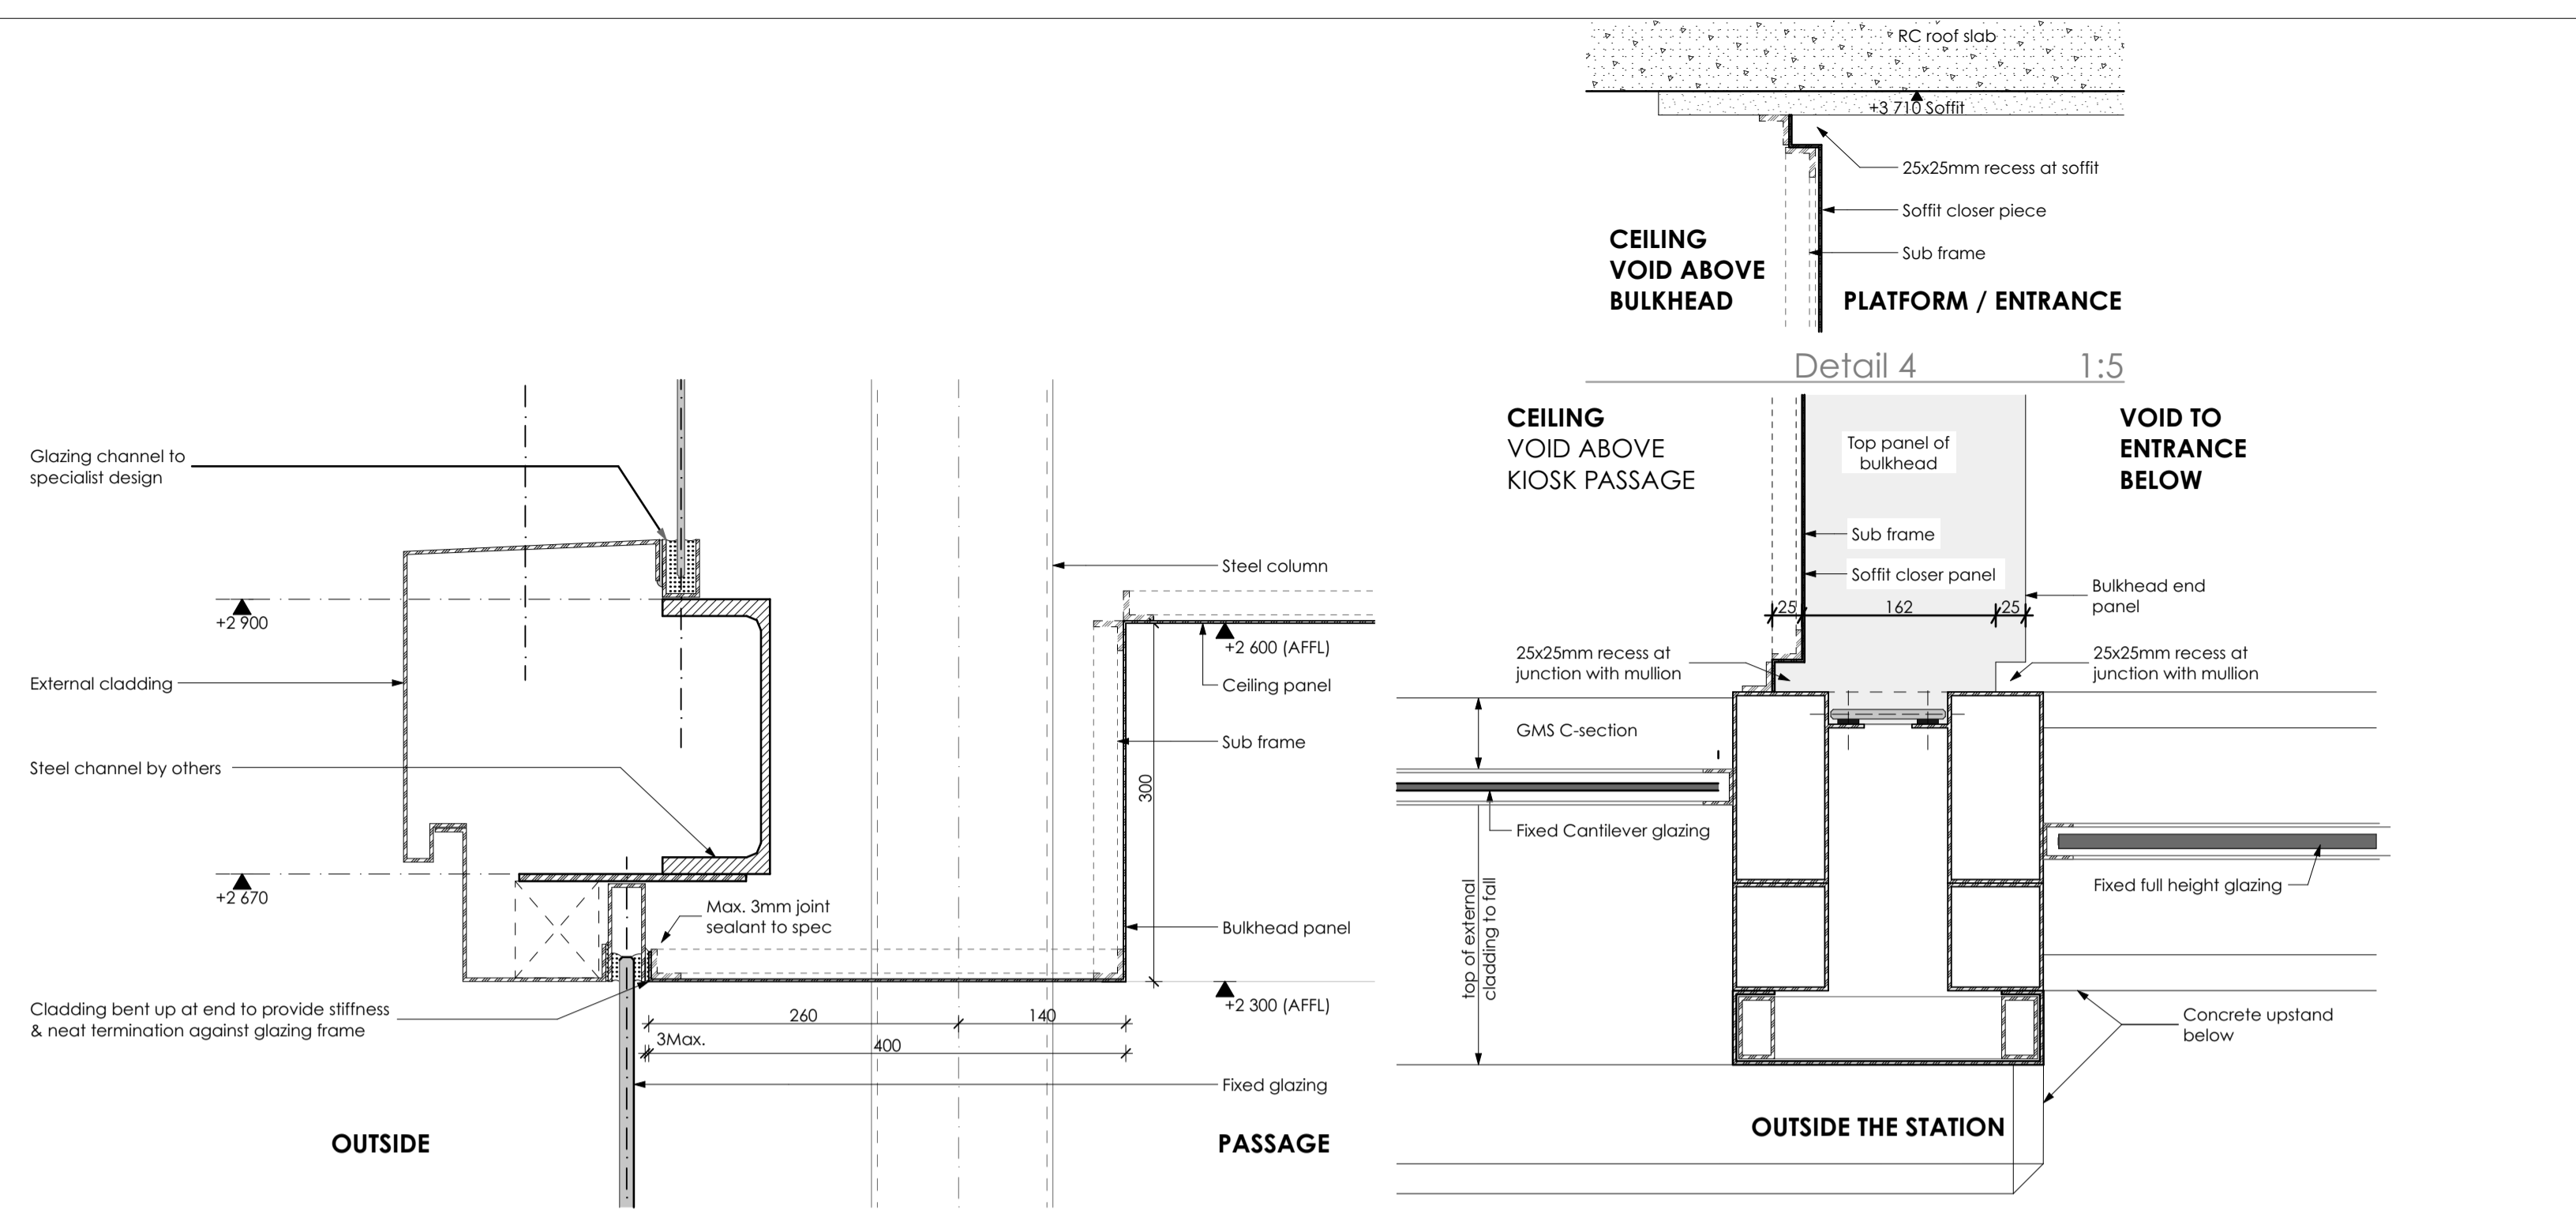 RC roof slab
+3 710 Soffit
25x25mm recess at soffit
Soffit closer piece
Sub frame
CEILING
VOID ABOVE
BULKHEAD
PLATFORM / ENTRANCE
Detail 4
1:5
Glazing channel to
specialist design
+2 900
External cladding
Steel channel by others
+2 670
Max. 3mm joint
sealant to spec
Cladding bent up at end to provide stiffness
& neat termination against glazing frame
Steel column
+2 600 (AFFL)
Ceiling panel
Sub frame
300
Bulkhead panel
+2 300 (AFFL)
260
140
3Max.
400
Fixed glazing
OUTSIDE
PASSAGE
CEILING
VOID ABOVE
KIOSK PASSAGE
Top panel of
bulkhead
VOID TO
ENTRANCE
BELOW
Sub frame
Soffit closer panel
Bulkhead end
panel
25
162
25
25x25mm recess at
junction with mullion
25x25mm recess at
junction with mullion
GMS C-section
Fixed Cantilever glazing
Fixed full height glazing
top of external
cladding to fall
Concrete upstand
below
OUTSIDE THE STATION